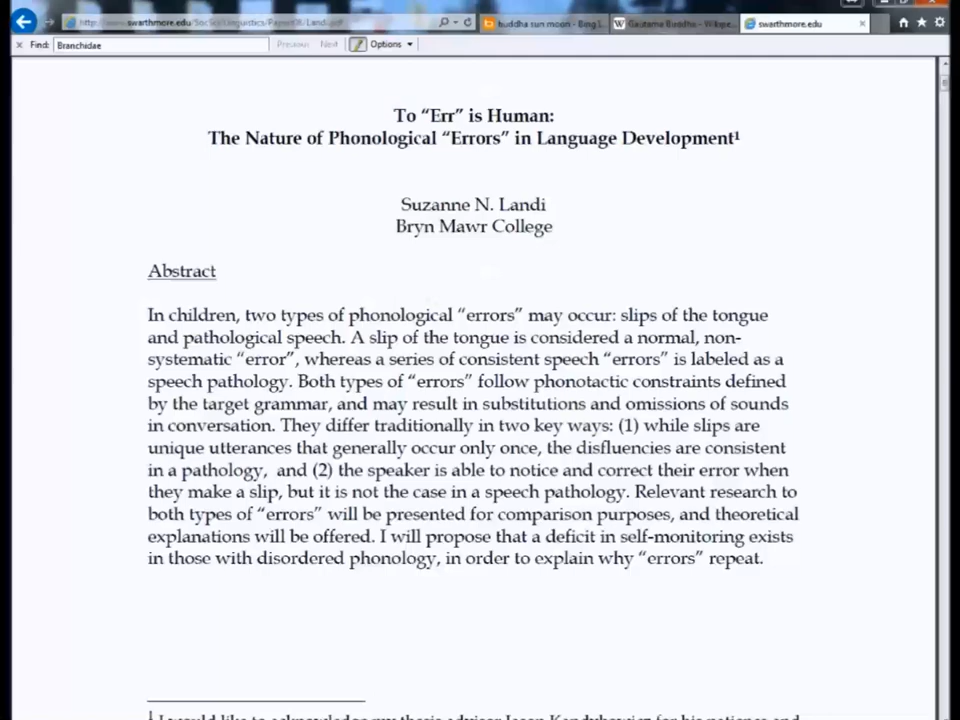 swarthmore.edu
buddha sun moon - Bing
Gautama Buddha - Wikipe...
swarthmore.edu
Find: Branchidae
Previous Next Options
To “Err” is Human:
The Nature of Phonological “Errors” in Language Development¹
Suzanne N. Landi
Bryn Mawr College
Abstract
In children, two types of phonological “errors” may occur: slips of the tongue
and pathological speech. A slip of the tongue is considered a normal, non-
systematic “error”, whereas a series of consistent speech “errors” is labeled as a
speech pathology. Both types of “errors” follow phonotactic constraints defined
by the target grammar, and may result in substitutions and omissions of sounds
in conversation. They differ traditionally in two key ways: (1) while slips are
unique utterances that generally occur only once, the disfluencies are consistent
in a pathology, and (2) the speaker is able to notice and correct their error when
they make a slip, but it is not the case in a speech pathology. Relevant research to
both types of “errors” will be presented for comparison purposes, and theoretical
explanations will be offered. I will propose that a deficit in self-monitoring exists
in those with disordered phonology, in order to explain why “errors” repeat.